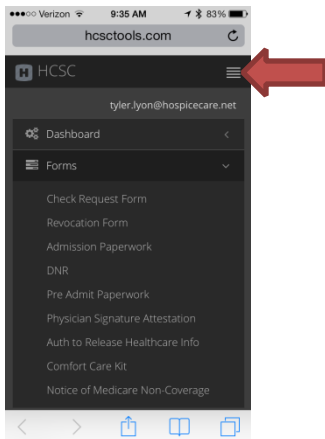 Verizon 9:35 AM 83%
hcsctools.com
H HCSC
tyler.lyon@hospicecare.net
Dashboard
Forms
Check Request Form
Revocation Form
Admission Paperwork
DNR
Pre Admit Paperwork
Physician Signature Attestation
Auth to Release Healthcare Info
Comfort Care Kit
Notice of Medicare Non-Coverage